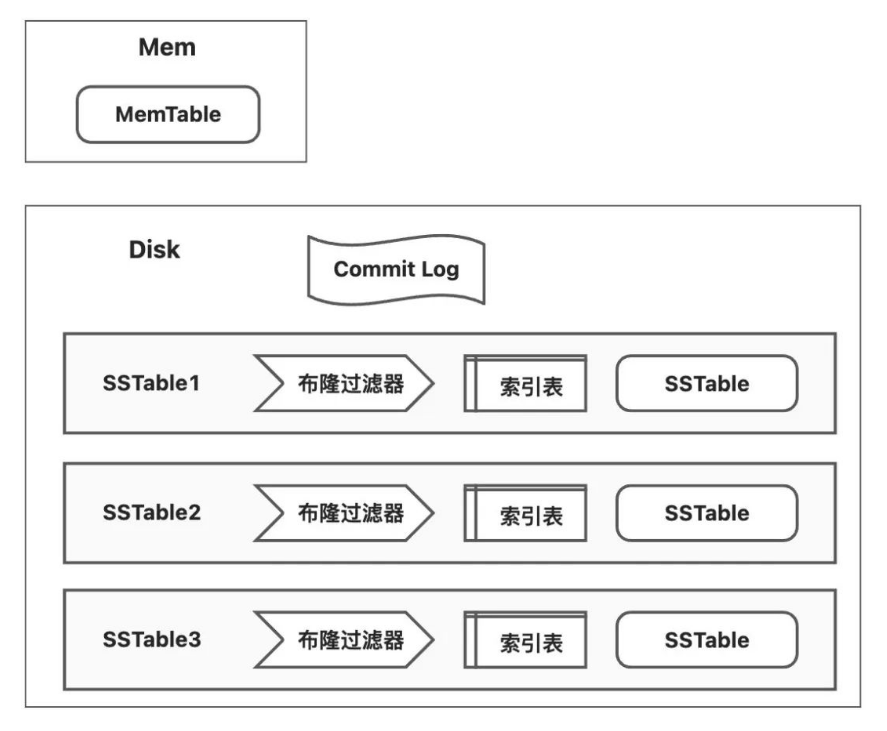 Mem
MemTable
Disk
Commit Log
SSTable1 布隆过滤器 索引表 SSTable
SSTable2 布隆过滤器 索引表 SSTable
SSTable3 布隆过滤器 索引表 SSTable